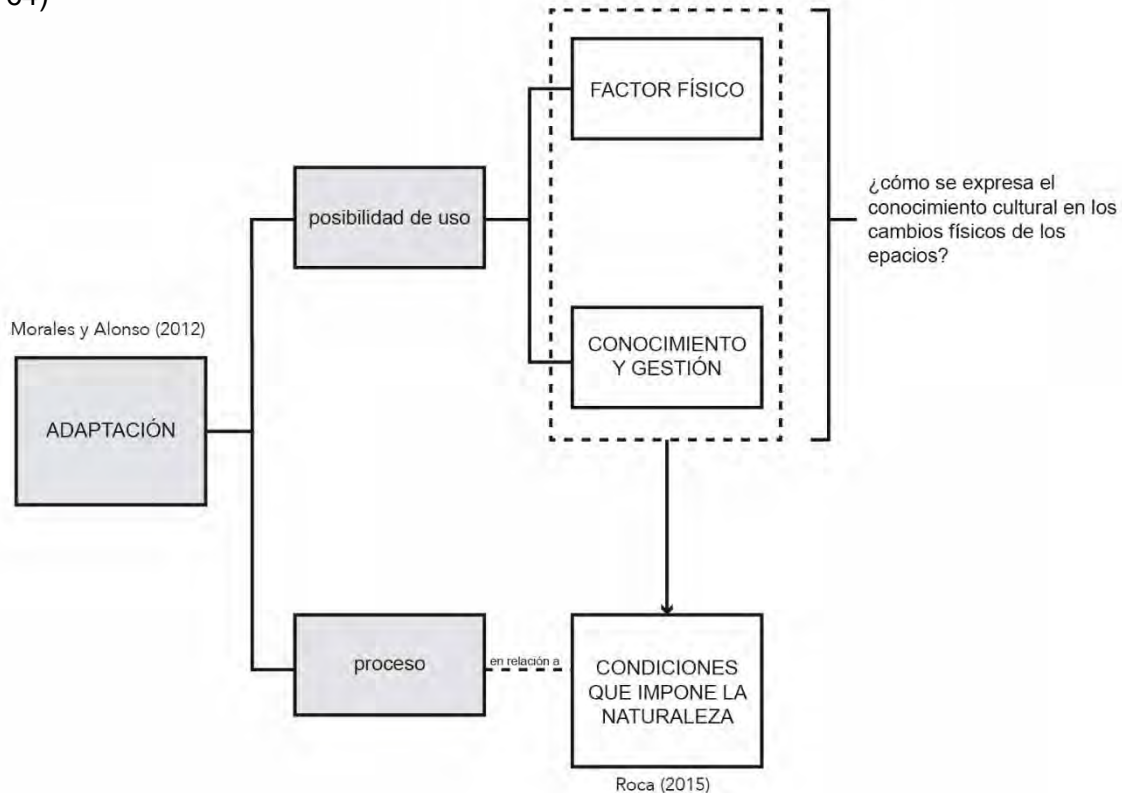 61)
FACTOR FÍSICO
posibilidad de uso
¿cómo se expresa el
conocimiento cultural en los
cambios físicos de los
epacios?
Morales y Alonso (2012)
CONOCIMIENTO
Y GESTIÓN
ADAPTACIÓN
proceso
en relación a
CONDICIONES
QUE IMPONE LA
NATURALEZA
Roca (2015)